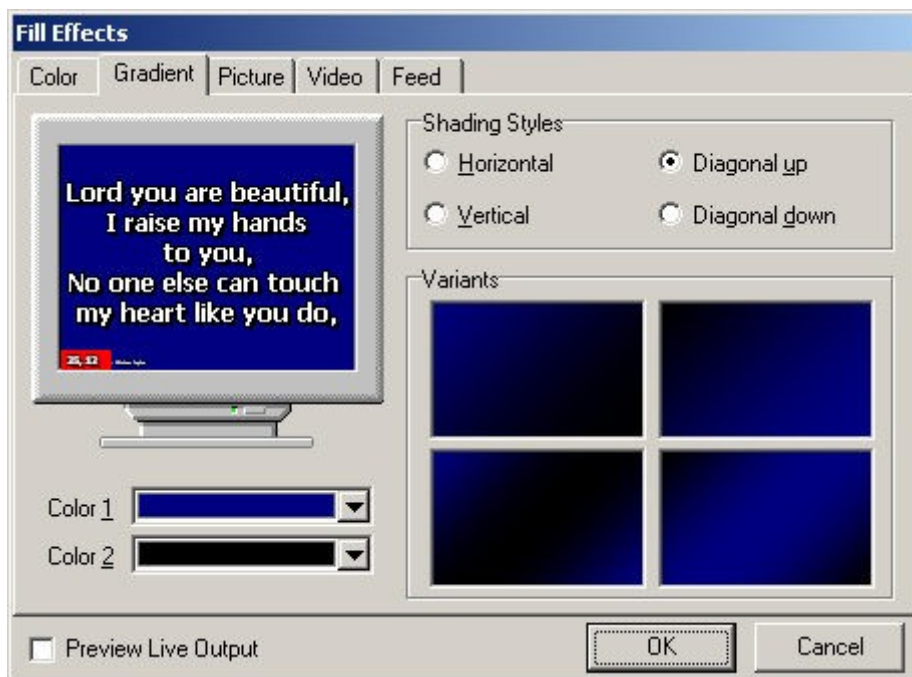 Fill Effects
Color Gradient Picture Video Feed
Lord you are beautiful,
I raise my hands
to you,
No one else can touch
my heart like you do,
Shading Styles
Horizontal Diagonal up
Vertical Diagonal down
Variants
Color 1
Color 2
Preview Live Output
OK Cancel